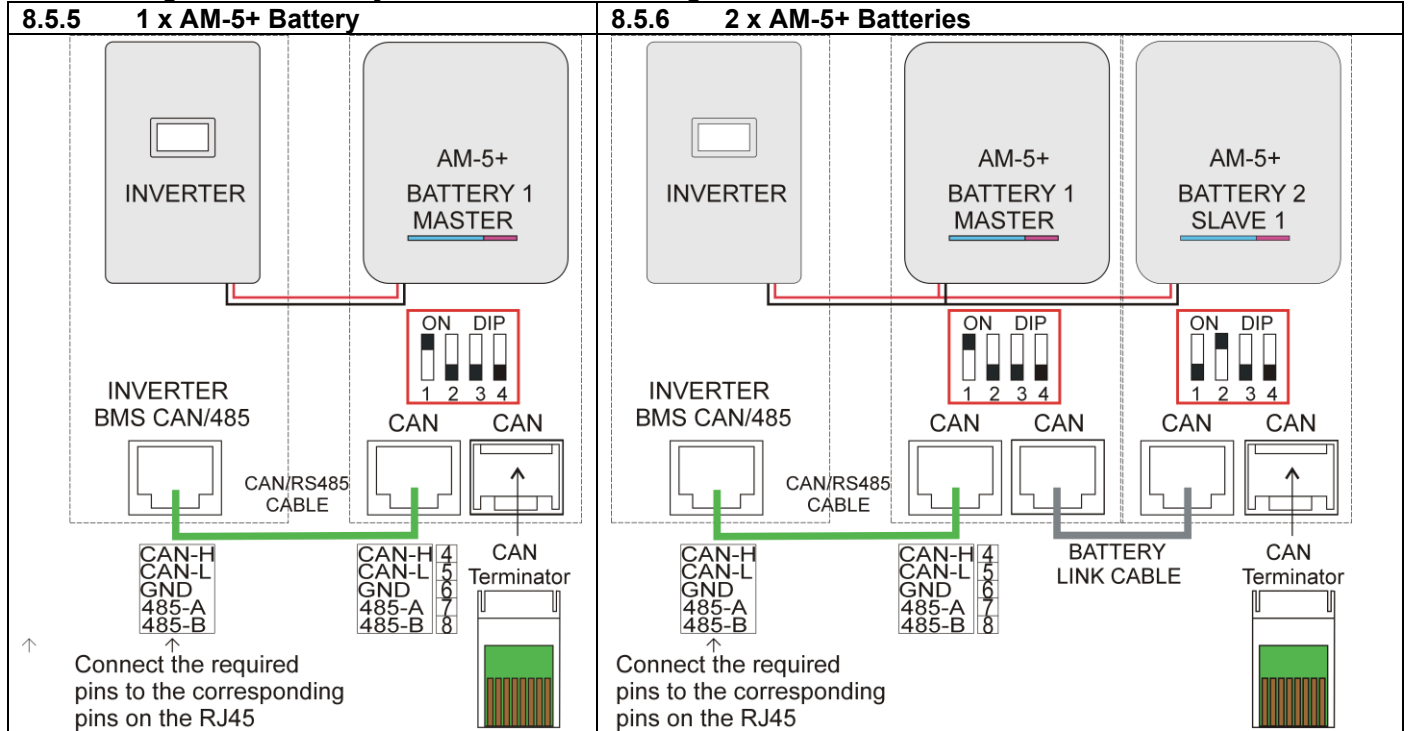 8.5.5 1 x AM-5+ Battery
INVERTER
AM-5+
BATTERY 1
MASTER
ON DIP
1 2 3 4
INVERTER
BMS CAN/485
CAN
CAN
CAN/RS485
CABLE
CAN-H
CAN-L
GND
485-A
485-B
CAN-H 4
CAN-L 5
GND 6
485-A 7
485-B 8
CAN
Terminator
Connect the required
pins to the corresponding
pins on the RJ45
8.5.6 2 x AM-5+ Batteries
INVERTER
AM-5+
BATTERY 1
MASTER
AM-5+
BATTERY 2
SLAVE 1
ON DIP
1 2 3 4
ON DIP
1 2 3 4
INVERTER
BMS CAN/485
CAN
CAN
CAN
CAN
CAN/RS485
CABLE
CAN-H
CAN-L
GND
485-A
485-B
CAN-H 4
CAN-L 5
GND 6
485-A 7
485-B 8
BATTERY
LINK CABLE
CAN
Terminator
Connect the required
pins to the corresponding
pins on the RJ45